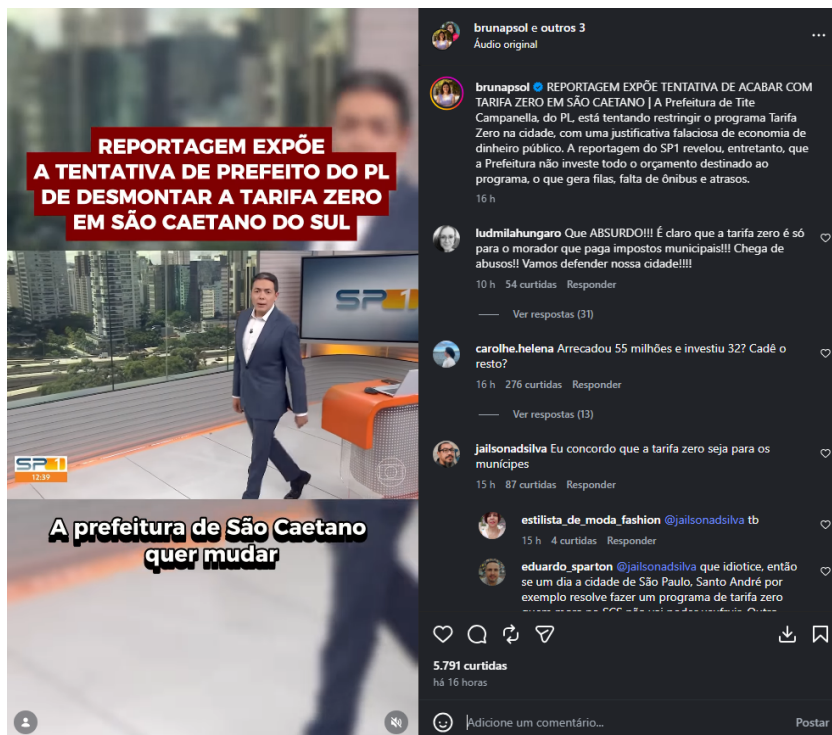 REPORTAGEM EXPÕE
A TENTATIVA DE PREFEITO DO PL
DE DESMONTAR A TARIFA ZERO
EM SÃO CAETANO DO SUL
SP1
SP1
12:39
A prefeitura de São Caetano
quer mudar
brunapsol e outros 3
Áudio original
brunapsol REPORTAGEM EXPÕE TENTATIVA DE ACABAR COM
TARIFA ZERO EM SÃO CAETANO | A Prefeitura de Tite
Campanella, do PL, está tentando restringir o programa Tarifa
Zero na cidade, com uma justificativa falaciosa de economia de
dinheiro público. A reportagem do SP1 revelou, entretanto, que
a Prefeitura não investe todo o orçamento destinado ao
programa, o que gera filas, falta de ônibus e atrasos.
16 h
ludmilahungaro Que ABSURDO!!! É claro que a tarifa zero é só
para o morador que paga impostos municipais!!! Chega de
abusos!! Vamos defender nossa cidade!!!!
10 h 54 curtidas Responder
Ver respostas (31)
carolhe.helena Arrecadou 55 milhões e investiu 32? Cadê o
resto?
16 h 276 curtidas Responder
Ver respostas (13)
jailsonadsilva Eu concordo que a tarifa zero seja para os
munícipes
15 h 87 curtidas Responder
estilista_de_moda_fashion @jailsonadsilva tb
15 h 4 curtidas Responder
eduardo_sparton @jailsonadsilva que idiotice, então
se um dia a cidade de São Paulo, Santo André por
exemplo resolve fazer um programa de tarifa zero
5.791 curtidas
há 16 horas
Adicione um comentário...
Postar